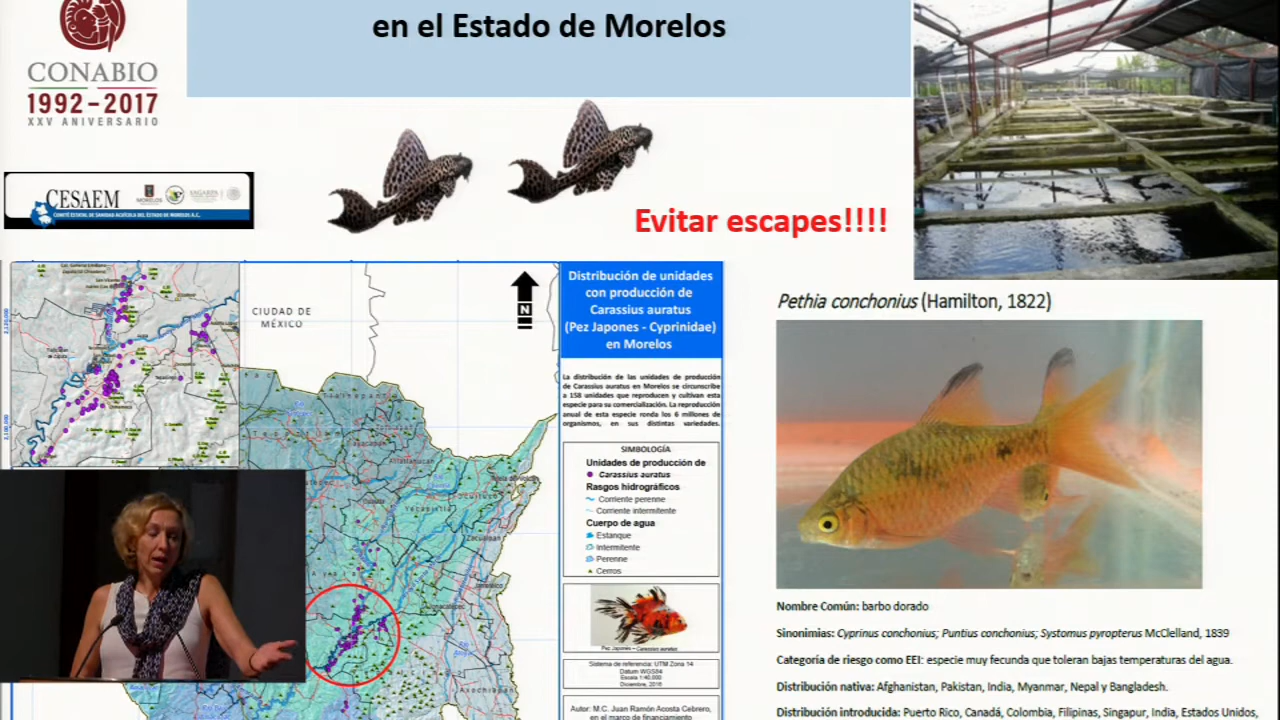 en el Estado de Morelos
CONABIO
1992-2017
XXV ANIVERSARIO
CESAEM
MORELOS
SAGARPA
COMITÉ ESTATAL DE SANIDAD ACUÍCOLA DEL ESTADO DE MORELOS A.C.
Evitar escapes!!!!
CIUDAD DE
MÉXICO
N
Distribución de unidades
con producción de
Carassius auratus
(Pez Japones - Cyprinidae)
en Morelos
La distribución de las unidades de producción
de Carassius auratus en Morelos se circunscribe
a 158 unidades que reproducen y cultivan esta
especie para su comercialización. La reproducción
anual de esta especie ronda los 6 millones de
organismos, en sus distintas variedades.
SIMBOLOGÍA
Unidades de producción de
Carassius auratus
Rasgos hidrográficos
Corriente perenne
Corriente intermitente
Cuerpo de agua
Estanque
Intermitente
Perenne
Cerros
Pez Japonés - Carassius auratus
Sistema de referencia: UTM Zona 14
Datum WGS84
Escala 1:40,000
Diciembre, 2016
Autor: M.C. Juan Ramón Acosta Cebrero,
en el marco de financiamiento
Pethia conchonius (Hamilton, 1822)
Nombre Común: barbo dorado
Sinonimias: Cyprinus conchonius; Puntius conchonius; Systomus pyropterus McClelland, 1839
Categoría de riesgo como EEI: especie muy fecunda que toleran bajas temperaturas del agua.
Distribución nativa: Afghanistan, Pakistan, India, Myanmar, Nepal y Bangladesh.
Distribución introducida: Puerto Rico, Canadá, Colombia, Filipinas, Singapur, India, Estados Unidos,